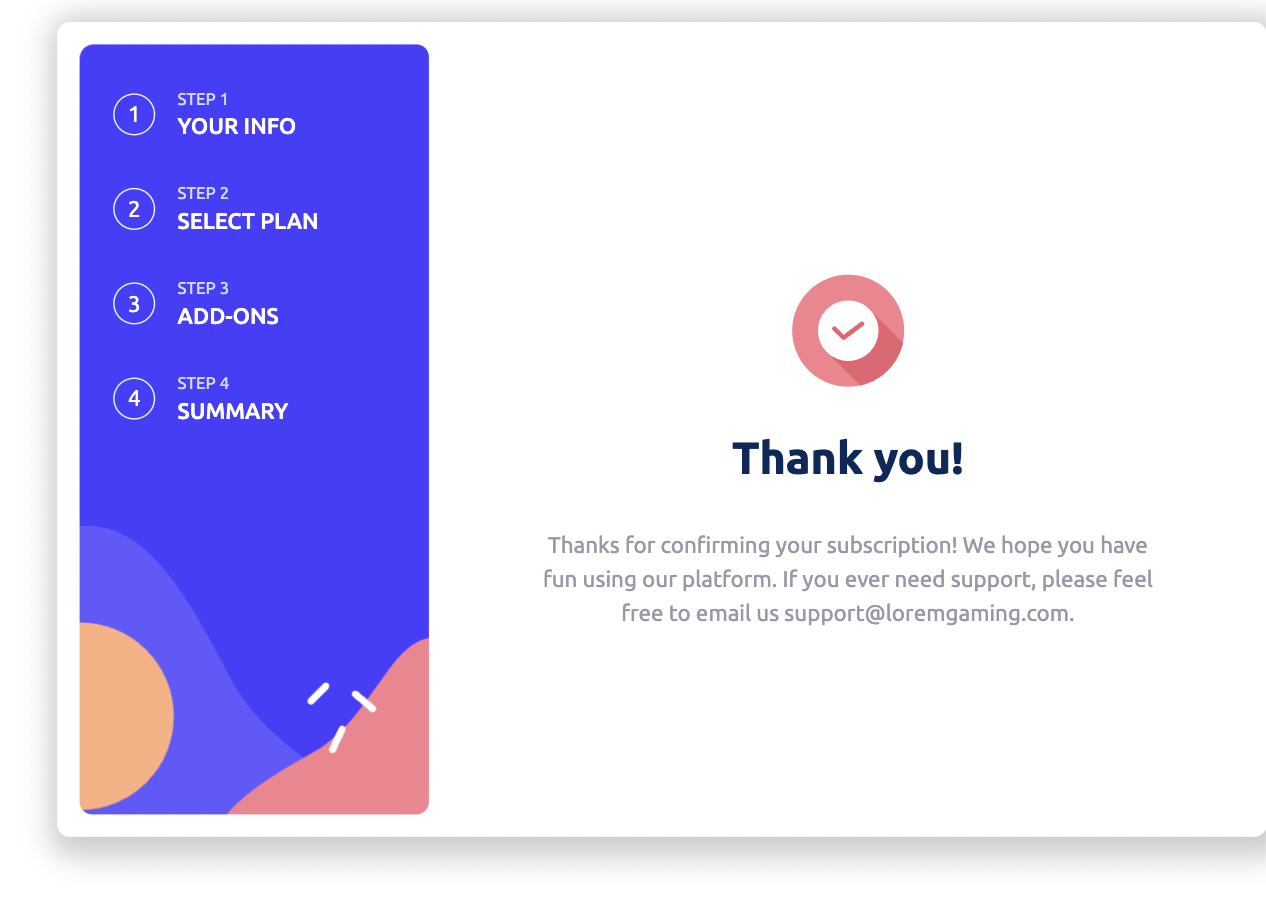 1
STEP 1
YOUR INFO
2
STEP 2
SELECT PLAN
3
STEP 3
ADD-ONS
4
STEP 4
SUMMARY
Thank you!
Thanks for confirming your subscription! We hope you have
fun using our platform. If you ever need support, please feel
free to email us support@loremgaming.com.